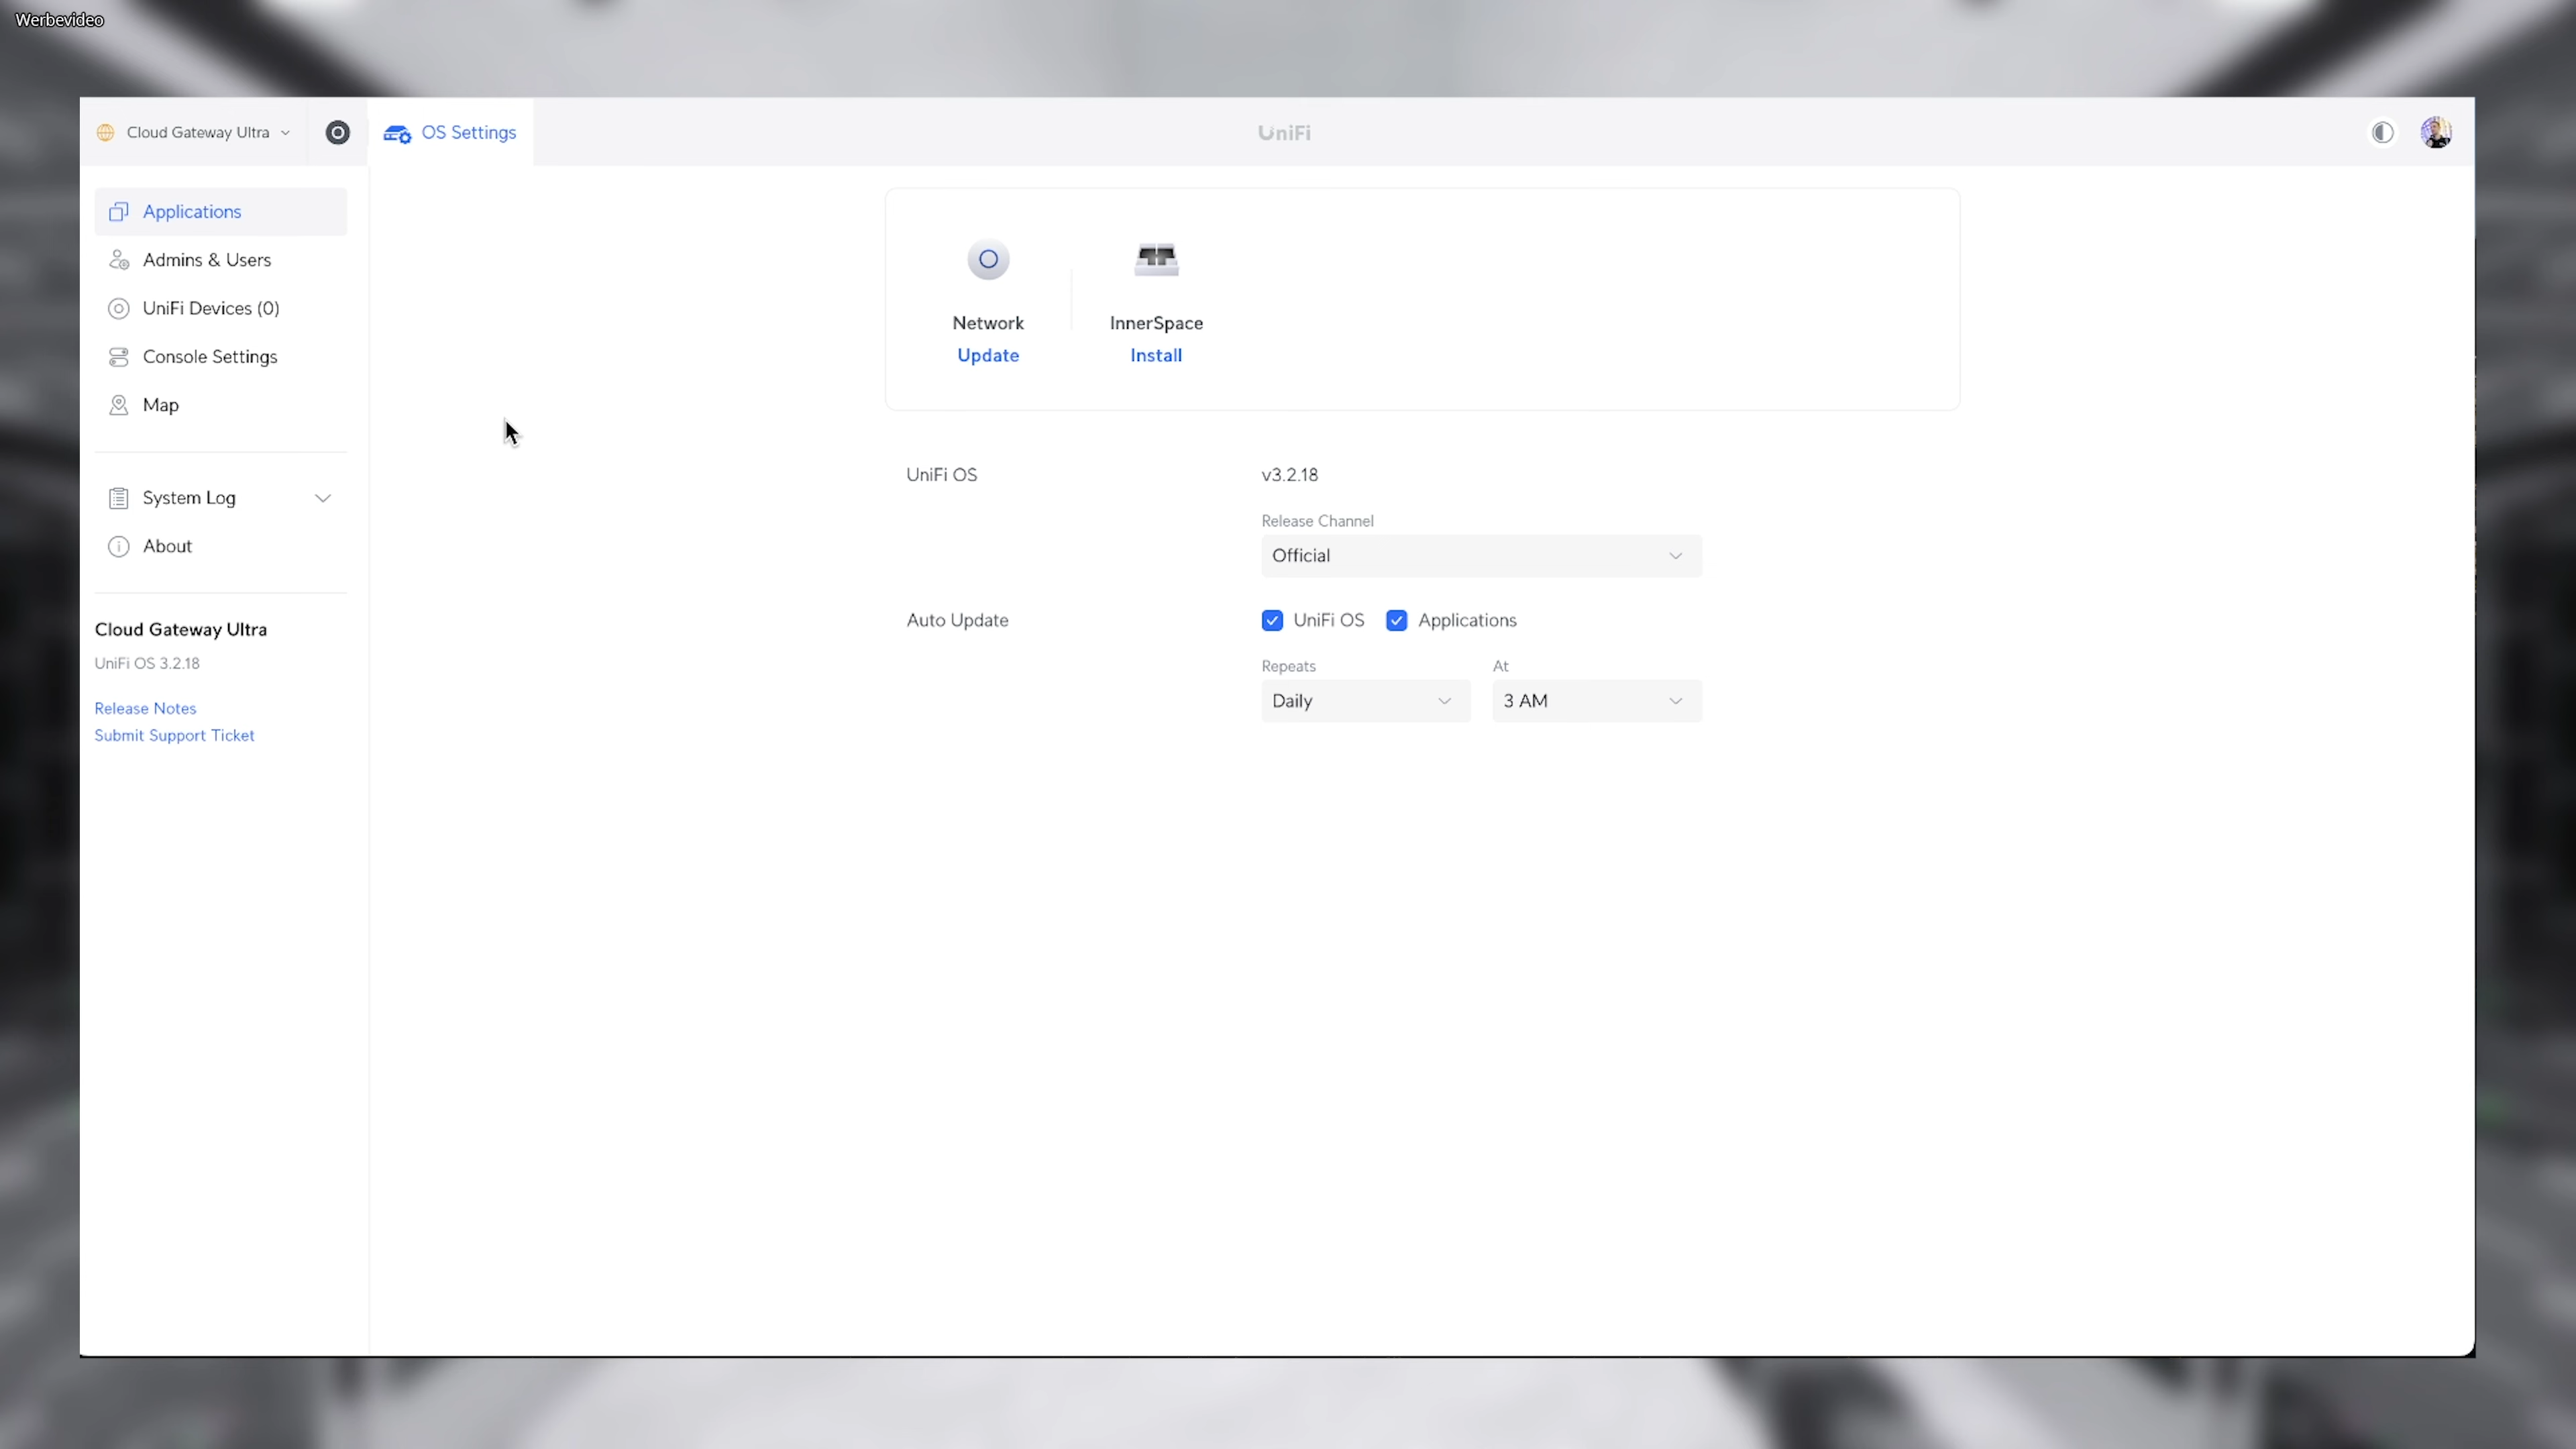 Werbevideo
Cloud Gateway Ultra
OS Settings
UniFi
Applications
Admins & Users
UniFi Devices (0)
Console Settings
Map
System Log
About
Cloud Gateway Ultra
UniFi OS 3.2.18
Release Notes
Submit Support Ticket
Network
Update
InnerSpace
Install
UniFi OS
v3.2.18
Release Channel
Official
Auto Update
UniFi OS
Applications
Repeats
At
Daily
3 AM